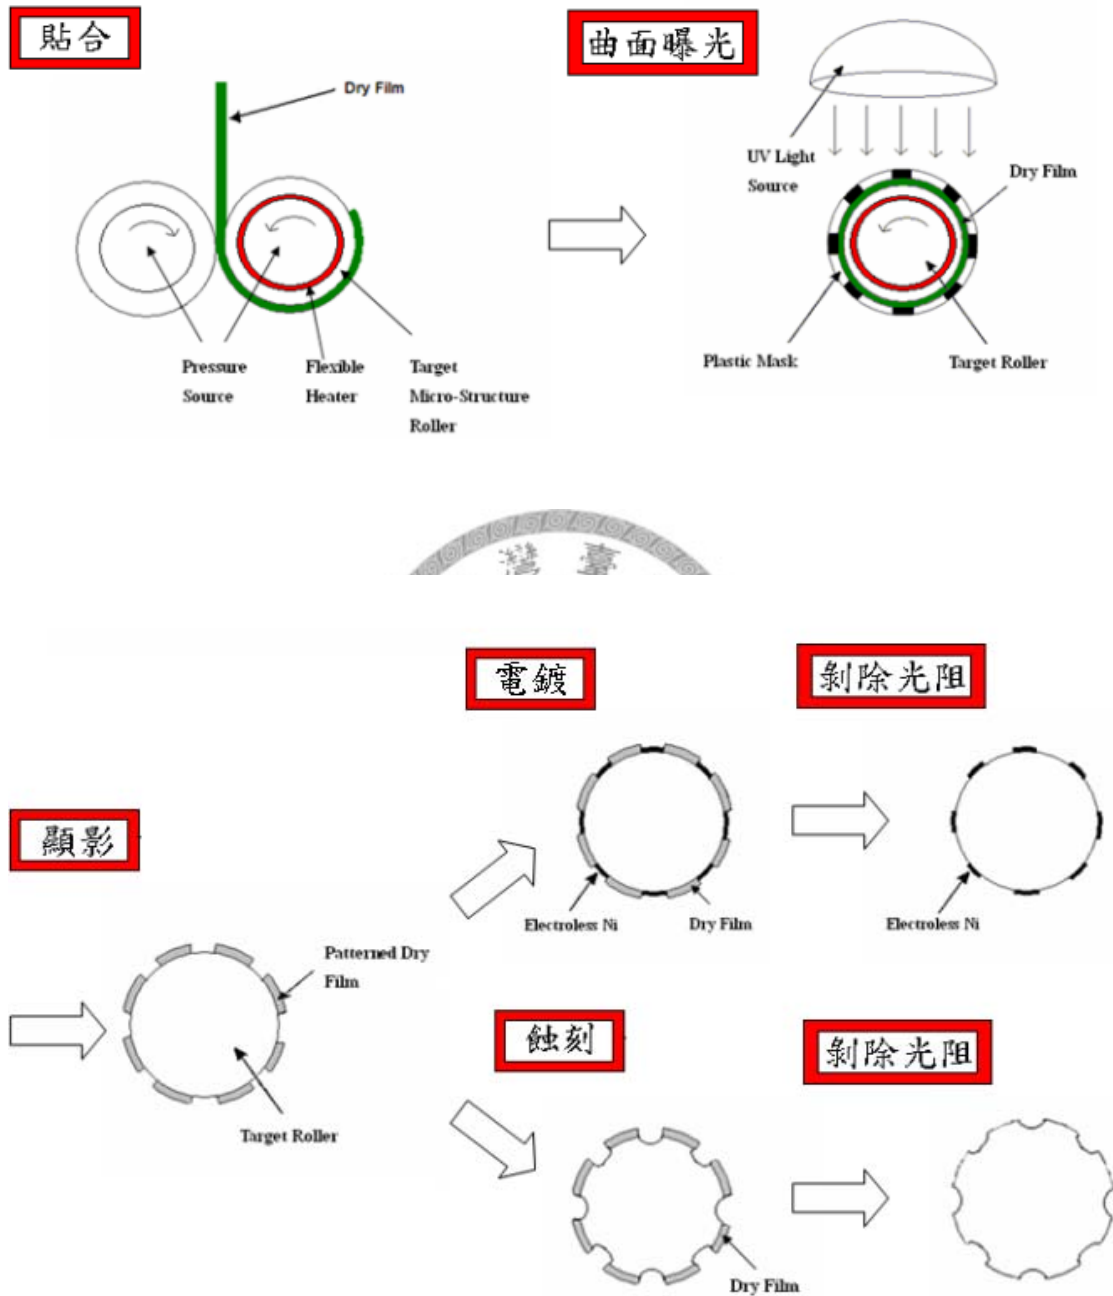 貼合
Dry Film
Pressure
Source
Flexible
Heater
Target
Micro-Structure
Roller
曲面曝光
UV Light
Source
Dry Film
Plastic Mask
Target Roller
顯影
Patterned Dry
Film
Target Roller
電鍍
Electroless Ni
Dry Film
剝除光阻
Electroless Ni
蝕刻
Dry Film
剝除光阻